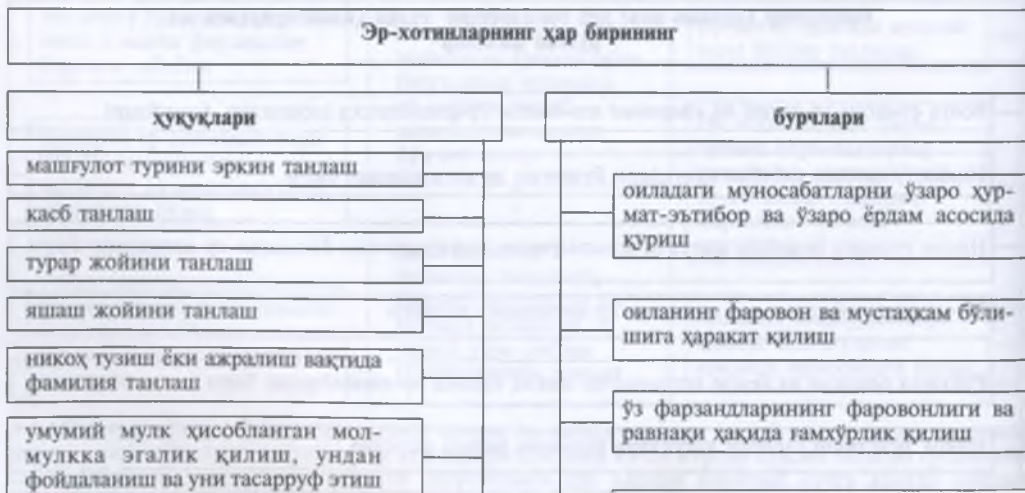 Эр-хотинларнинг ҳар бирининг
ҳуқуқлари
машғулот турини эркин танлаш
касб танлаш
турар жойини танлаш
яшаш жойини танлаш
никоҳ тузиш ёки ажралиш вақтида
фамилия танлаш
умумий мулк ҳисобланган мол-
мулкка эгалик қилиш, ундан
фойдаланиш ва уни тасарруф этиш
бурчлари
оиладаги муносабатларни ўзаро ҳур-
мат-эътибор ва ўзаро ёрдам асосида
қуриш
оиланинг фаровон ва мустаҳкам бўли-
шига ҳаракат қилиш
ўз фарзандларининг фаровонлиги ва
равнақи ҳақида ғамхўрлик қилиш